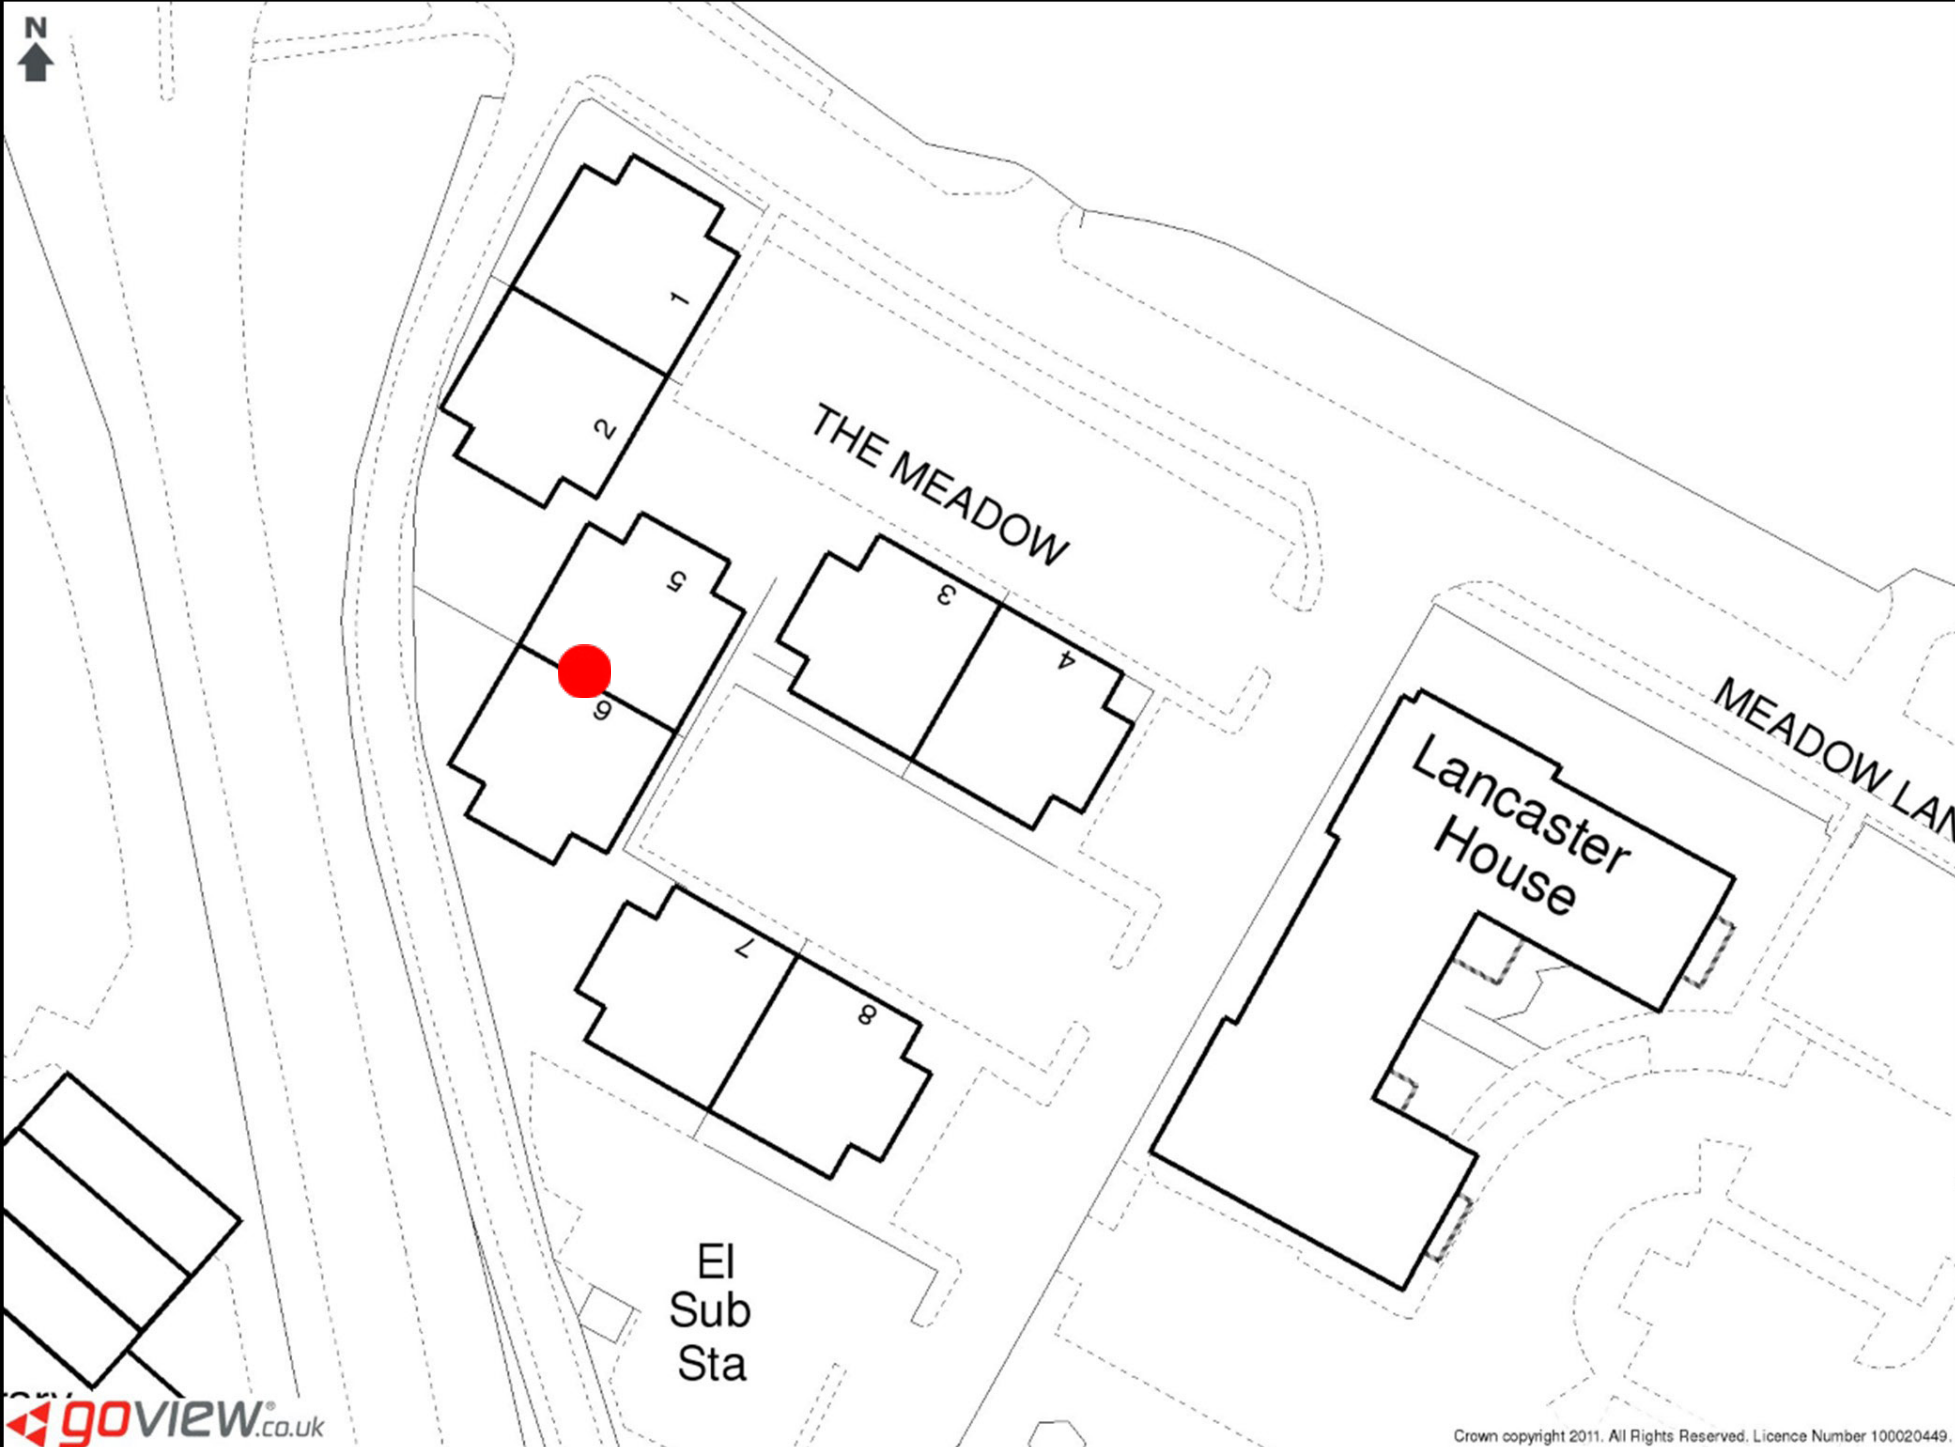 N
1
2
THE MEADOW
5
3
4
6
MEADOW LAN
Lancaster
House
7
8
El
Sub
Sta
goview.co.uk
Crown copyright 2011. All Rights Reserved. Licence Number 100020449.